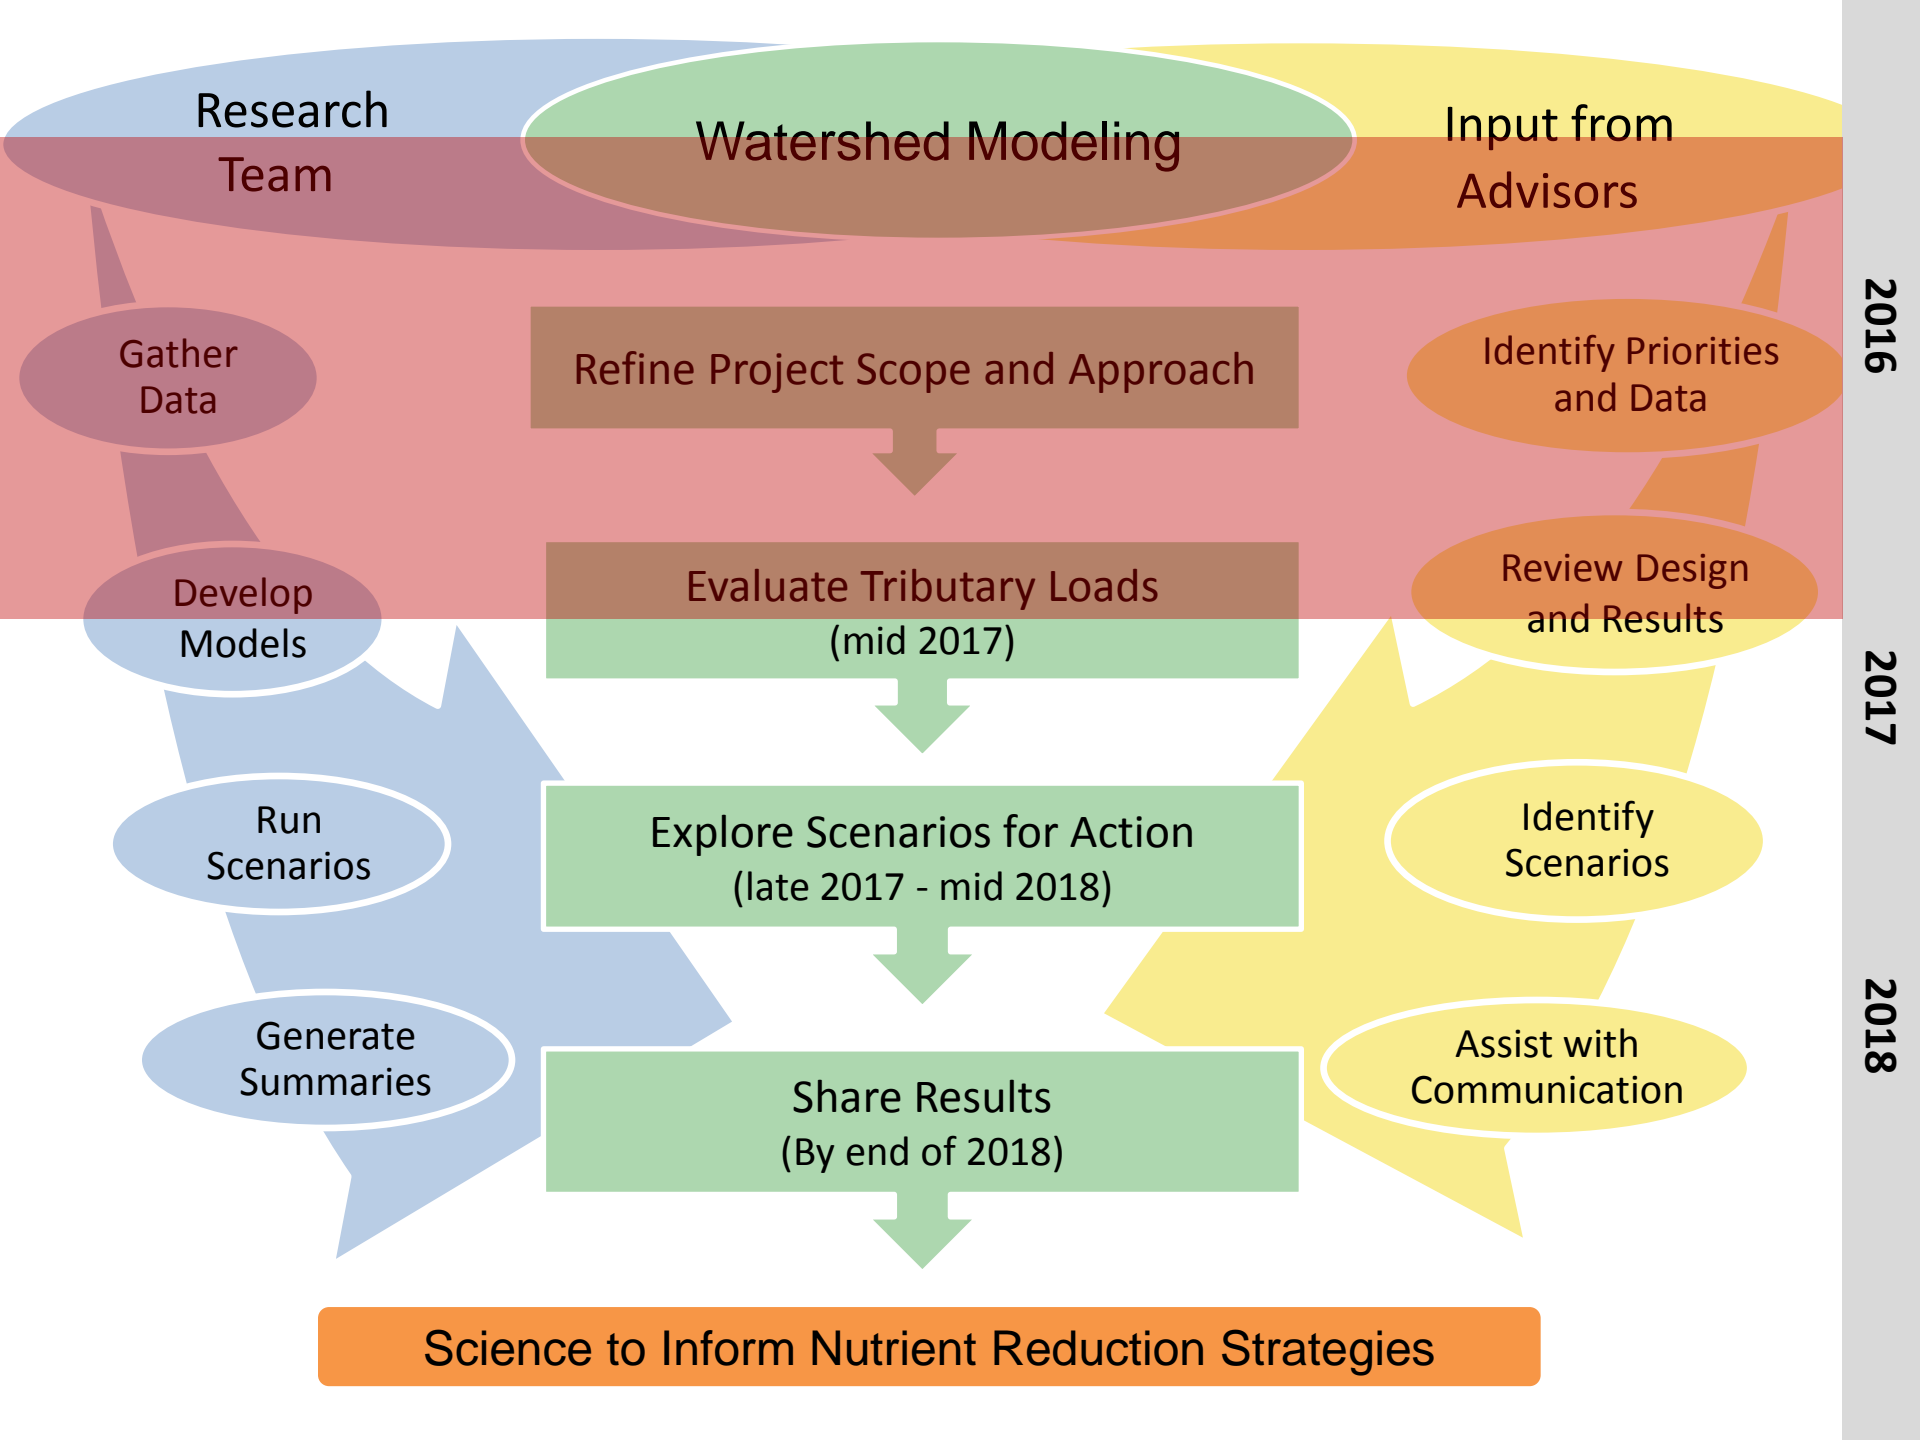 Research
Team
Watershed Modeling
Input from
Advisors
Gather
Data
Refine Project Scope and Approach
Identify Priorities
and Data
2016
Develop
Models
Evaluate Tributary Loads
(mid 2017)
Review Design
and Results
2017
Run
Scenarios
Explore Scenarios for Action
(late 2017 - mid 2018)
Identify
Scenarios
Generate
Summaries
Share Results
(By end of 2018)
Assist with
Communication
2018
Science to Inform Nutrient Reduction Strategies